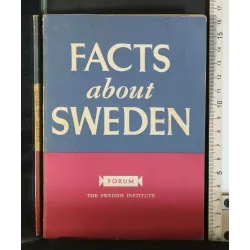 FACTS
about
SWEDEN
FORUM
THE SWEDISH INSTITUTE